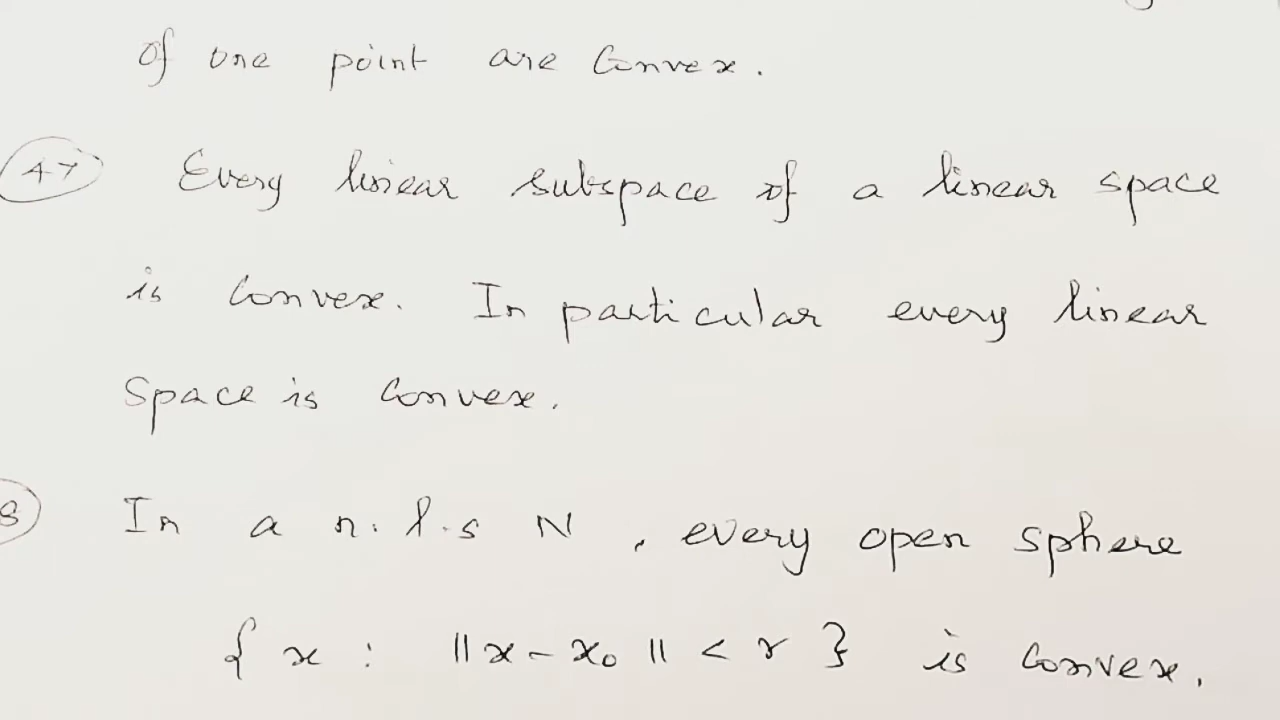 of one point are Convex.
47 Every linear subspace of a linear space
is Convex. In particular every linear
Space is Convex.
8 In a n.l.s N, every open sphere
{ x : ||x - x₀|| < r } is Convex.